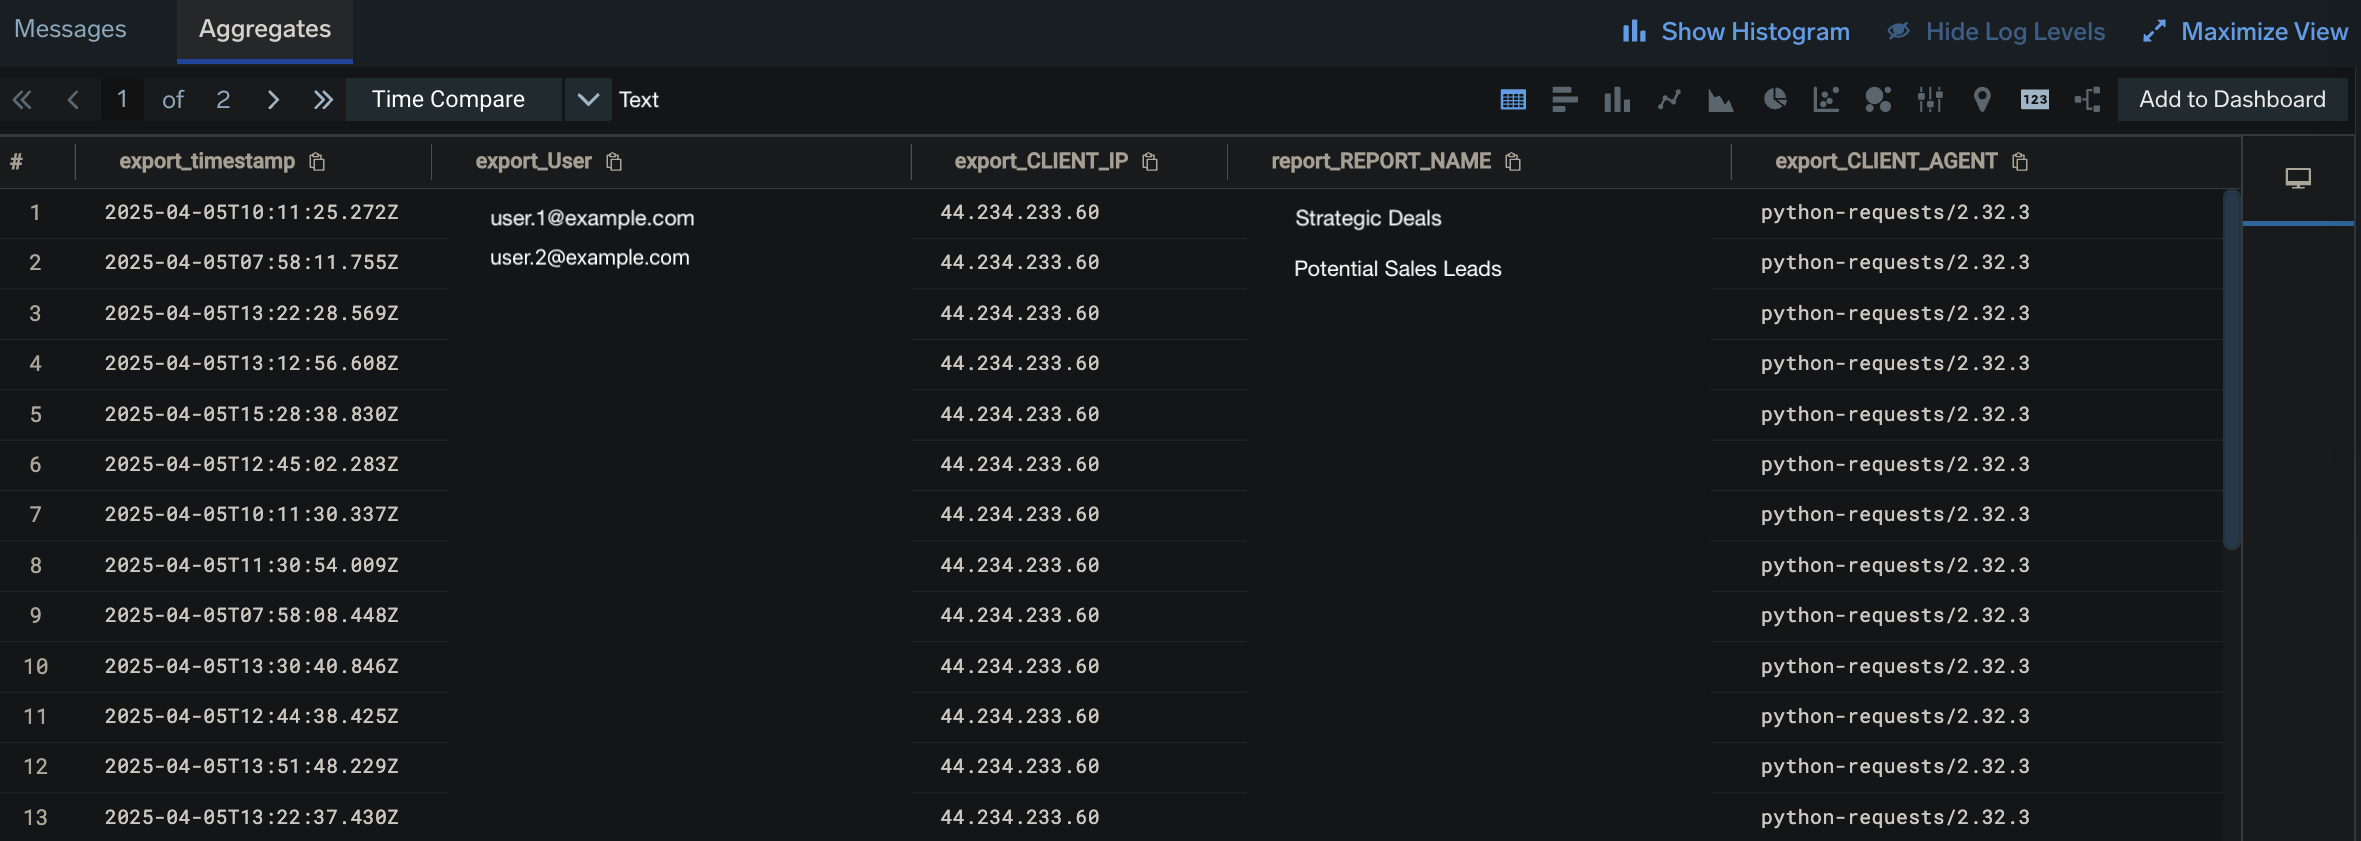 Messages Aggregates Show Histogram Hide Log Levels Maximize View
1 of 2 Time Compare Text 123 Add to Dashboard
# export_timestamp export_User export_CLIENT_IP report_REPORT_NAME export_CLIENT_AGENT
1 2025-04-05T10:11:25.272Z user.1@example.com 44.234.233.60 Strategic Deals python-requests/2.32.3
2 2025-04-05T07:58:11.755Z user.2@example.com 44.234.233.60 Potential Sales Leads python-requests/2.32.3
3 2025-04-05T13:22:28.569Z 44.234.233.60 python-requests/2.32.3
4 2025-04-05T13:12:56.608Z 44.234.233.60 python-requests/2.32.3
5 2025-04-05T15:28:38.830Z 44.234.233.60 python-requests/2.32.3
6 2025-04-05T12:45:02.283Z 44.234.233.60 python-requests/2.32.3
7 2025-04-05T10:11:30.337Z 44.234.233.60 python-requests/2.32.3
8 2025-04-05T11:30:54.009Z 44.234.233.60 python-requests/2.32.3
9 2025-04-05T07:58:08.448Z 44.234.233.60 python-requests/2.32.3
10 2025-04-05T13:30:40.846Z 44.234.233.60 python-requests/2.32.3
11 2025-04-05T12:44:38.425Z 44.234.233.60 python-requests/2.32.3
12 2025-04-05T13:51:48.229Z 44.234.233.60 python-requests/2.32.3
13 2025-04-05T13:22:37.430Z 44.234.233.60 python-requests/2.32.3